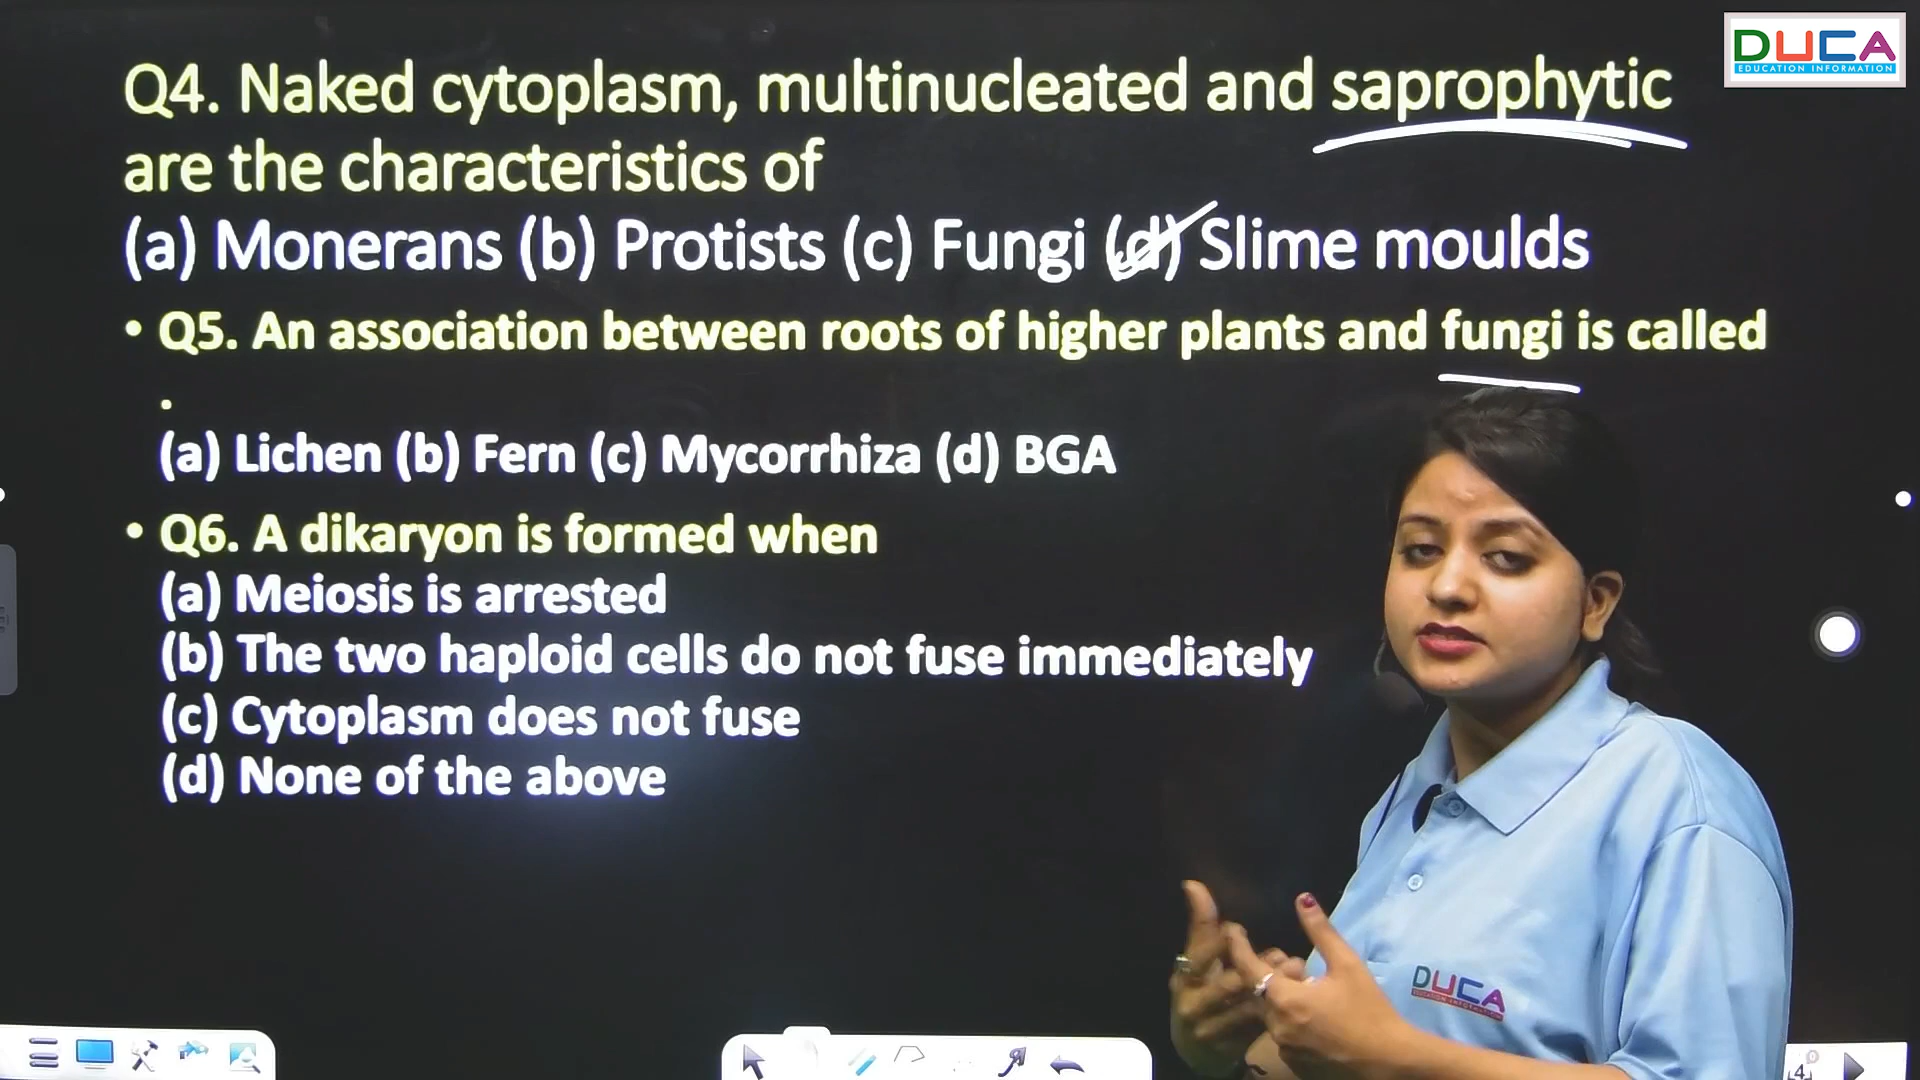 DUCA
EDUCATION INFORMATION
Q4. Naked cytoplasm, multinucleated and saprophytic
are the characteristics of
(a) Monerans (b) Protists (c) Fungi (d) Slime moulds
• Q5. An association between roots of higher plants and fungi is called
.
(a) Lichen (b) Fern (c) Mycorrhiza (d) BGA
• Q6. A dikaryon is formed when
(a) Meiosis is arrested
(b) The two haploid cells do not fuse immediately
(c) Cytoplasm does not fuse
(d) None of the above
DUCA
EDUCATION INFORMATION
4